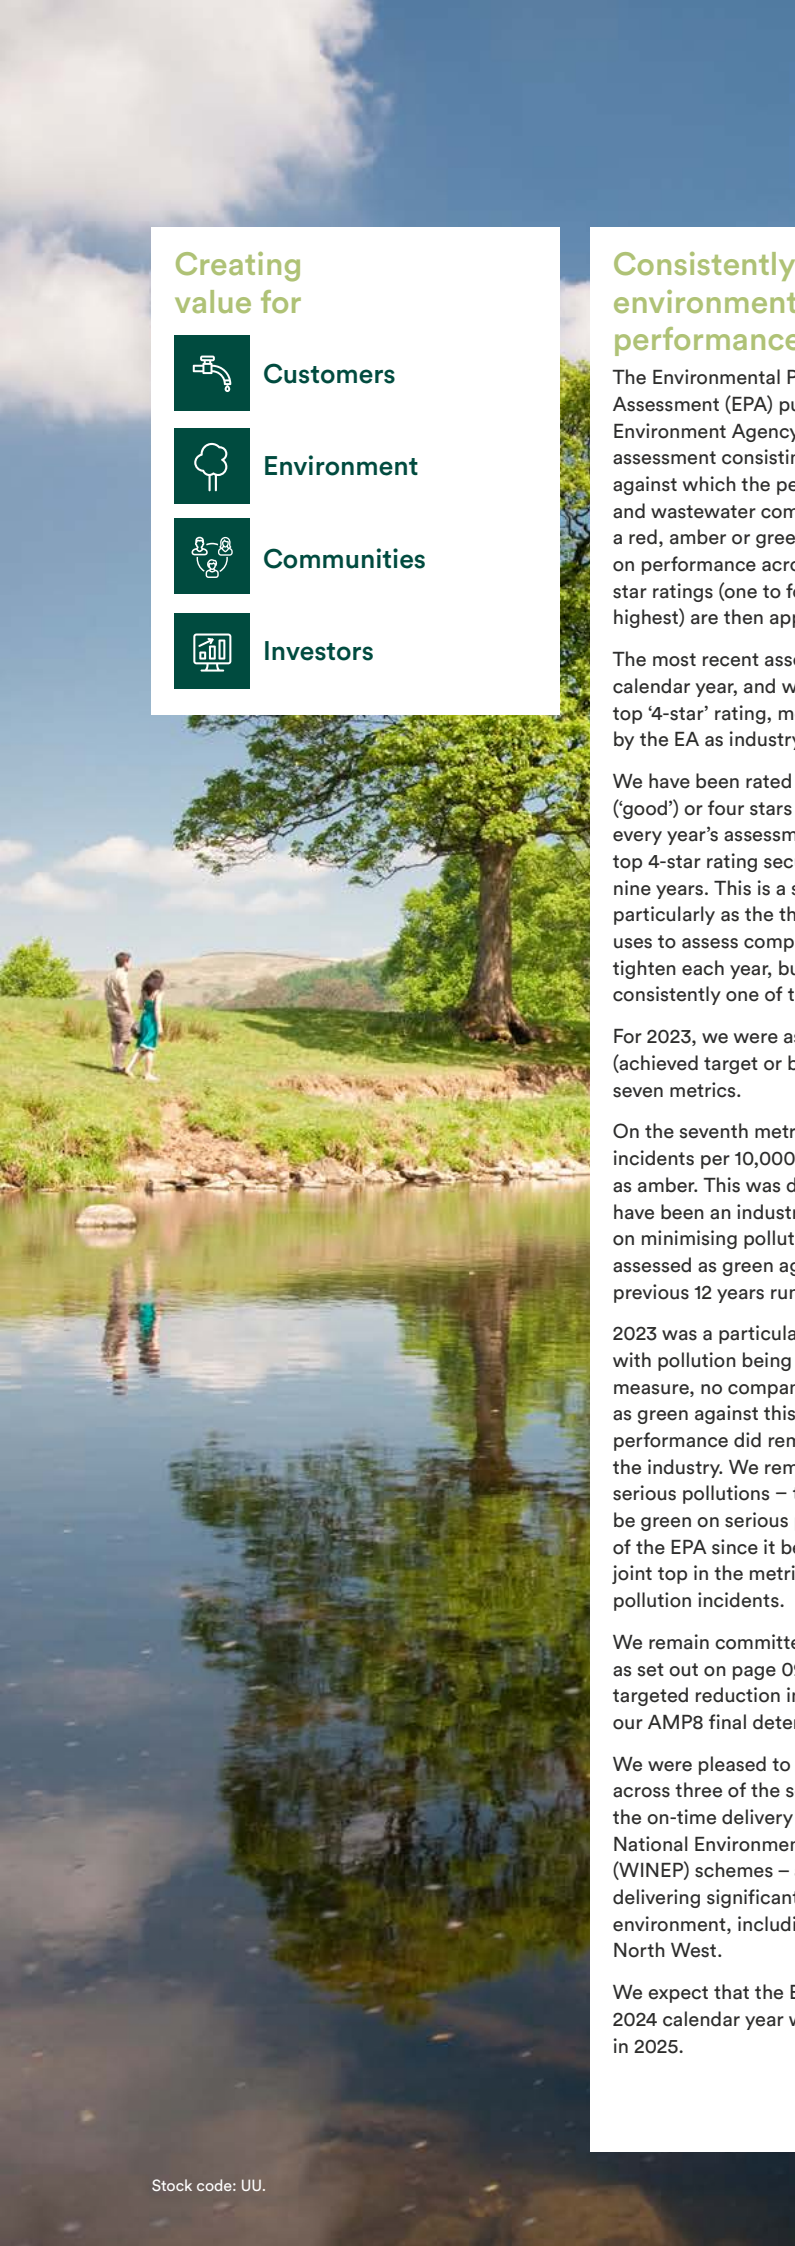 Creating
value for
Customers
Environment
Communities
Investors
Consistently
environment
performance
The Environmental P
Assessment (EPA) pu
Environment Agency
assessment consistin
against which the pe
and wastewater com
a red, amber or gree
on performance acro
star ratings (one to fo
highest) are then app
The most recent asse
calendar year, and w
top ‘4-star’ rating, m
by the EA as industry
We have been rated
(‘good’) or four stars
every year’s assessm
top 4-star rating secu
nine years. This is a s
particularly as the th
uses to assess comp
tighten each year, bu
consistently one of t
For 2023, we were as
(achieved target or b
seven metrics.
On the seventh metr
incidents per 10,000
as amber. This was d
have been an industr
on minimising pollut
assessed as green ag
previous 12 years run
2023 was a particula
with pollution being
measure, no compan
as green against this
performance did rem
the industry. We rem
serious pollutions – t
be green on serious
of the EPA since it be
joint top in the metri
pollution incidents.
We remain committe
as set out on page 09
targeted reduction in
our AMP8 final deter
We were pleased to
across three of the s
the on-time delivery
National Environmen
(WINEP) schemes –
delivering significant
environment, includi
North West.
We expect that the E
2024 calendar year w
in 2025.
Stock code: UU.